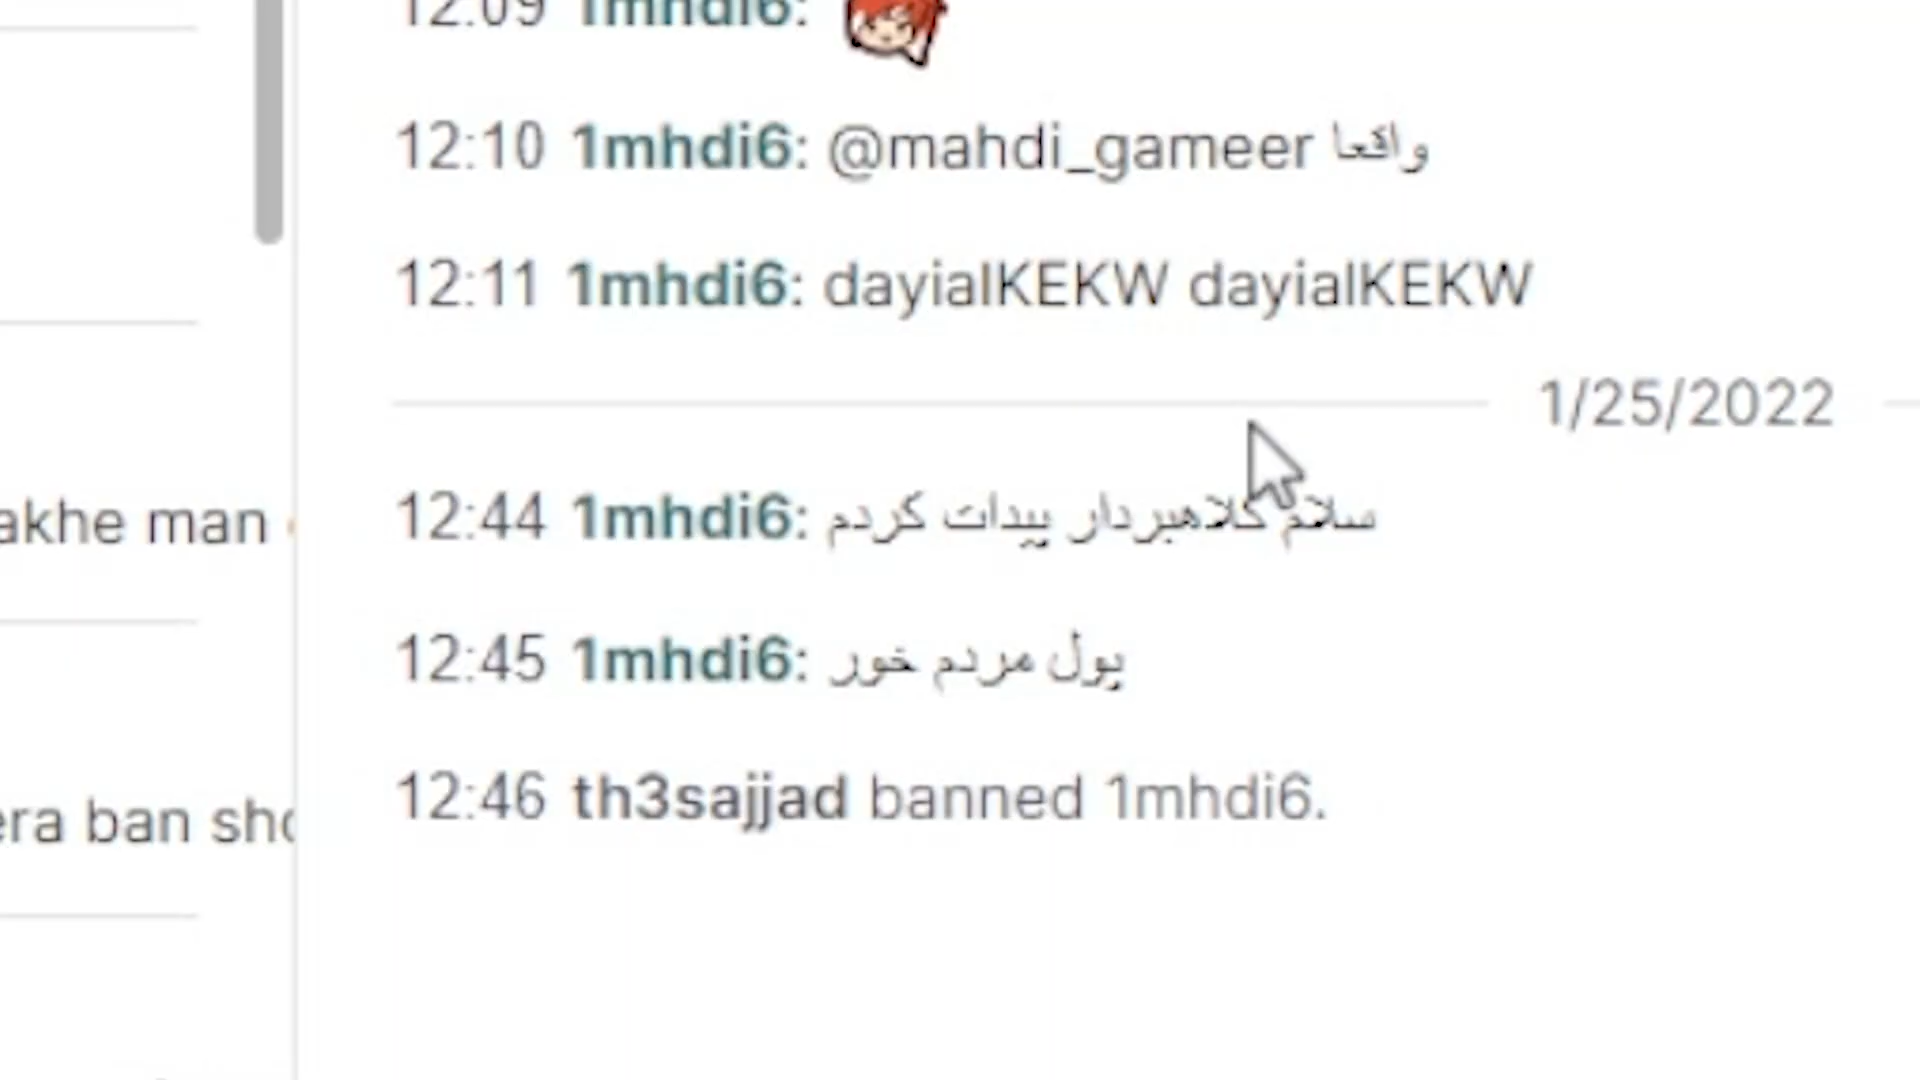 12:09 1mhdi6:
12:10 1mhdi6: @mahdi_gameer واقعا
12:11 1mhdi6: dayialKEKW dayialKEKW
1/25/2022
akhe man
12:44 1mhdi6: سلام کلاهبردار پیدات کردم
12:45 1mhdi6: پول مردم خور
era ban sho
12:46 th3sajjad banned 1mhdi6.